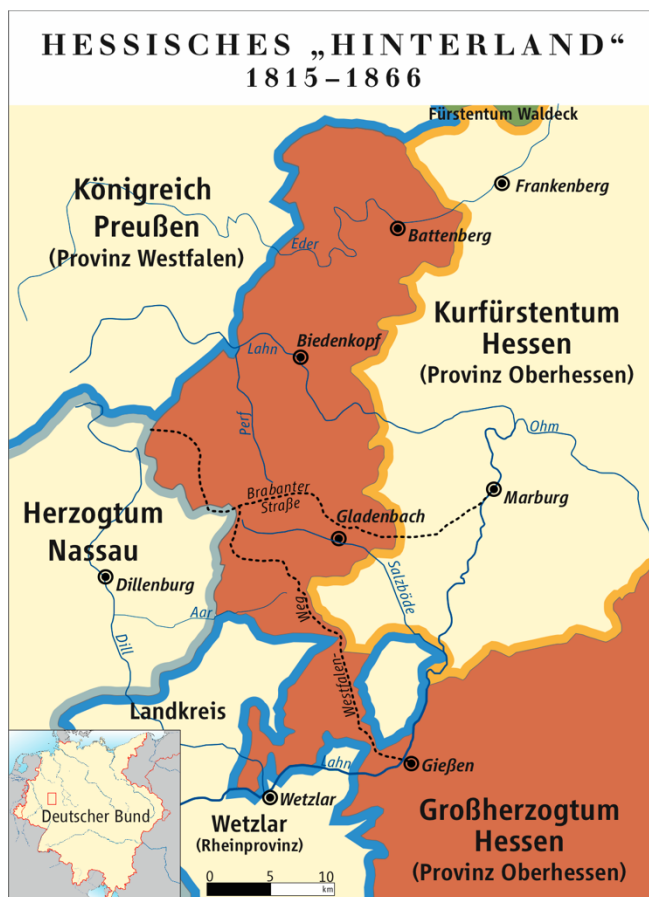 HESSISCHES „HINTERLAND“
1815–1866
Fürstentum Waldeck
Königreich
Preußen
(Provinz Westfalen)
Frankenberg
Battenberg
Eder
Kurfürstentum
Hessen
(Provinz Oberhessen)
Biedenkopf
Lahn
Perf
Ohm
Brabanter
Straße
Marburg
Herzogtum
Nassau
Gladenbach
Dillenburg
Salzböde
Aar
Weg
Dill
Westfalen-
Landkreis
Lahn
Gießen
Deutscher Bund
Wetzlar
Wetzlar
(Rheinprovinz)
Großherzogtum
Hessen
(Provinz Oberhessen)
0 5 10
km